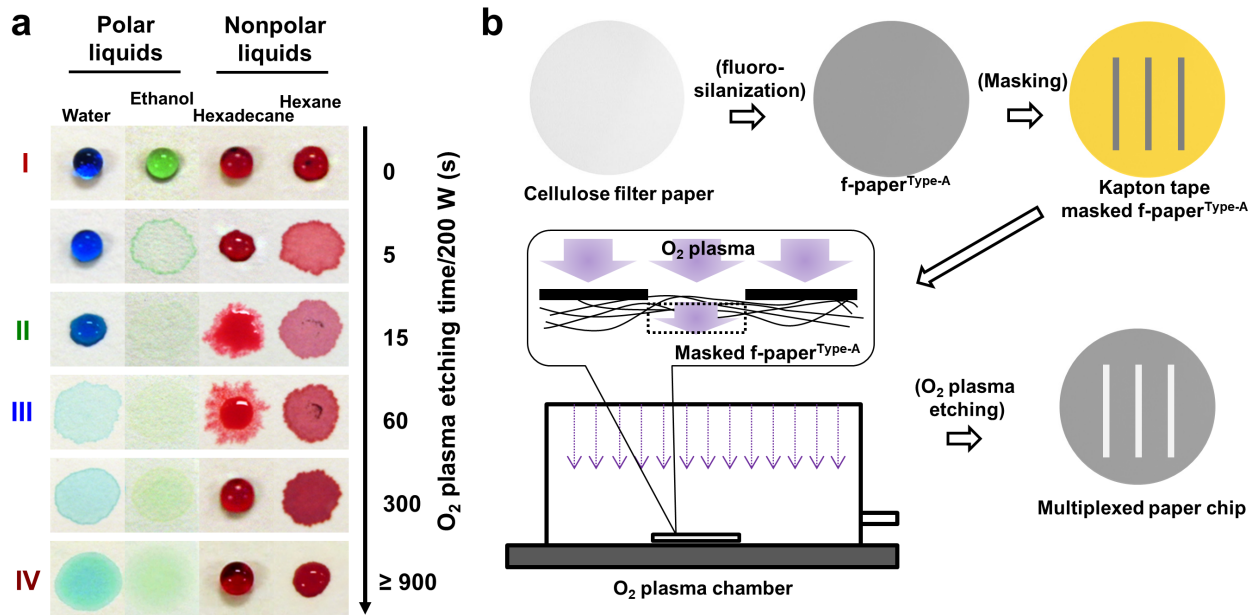 a
Polar
liquids
Nonpolar
liquids
Water
Ethanol
Hexadecane
Hexane
I
0
5
II
15
III
60
300
IV
≥ 900
O₂ plasma etching time/200 W (s)
b
(fluoro-
silanization)
(Masking)
Cellulose filter paper
f-paperᵀʸᵖᵉ⁻ᴬ
Kapton tape
masked f-paperᵀʸᵖᵉ⁻ᴬ
O₂ plasma
Masked f-paperᵀʸᵖᵉ⁻ᴬ
(O₂ plasma
etching)
Multiplexed paper chip
O₂ plasma chamber